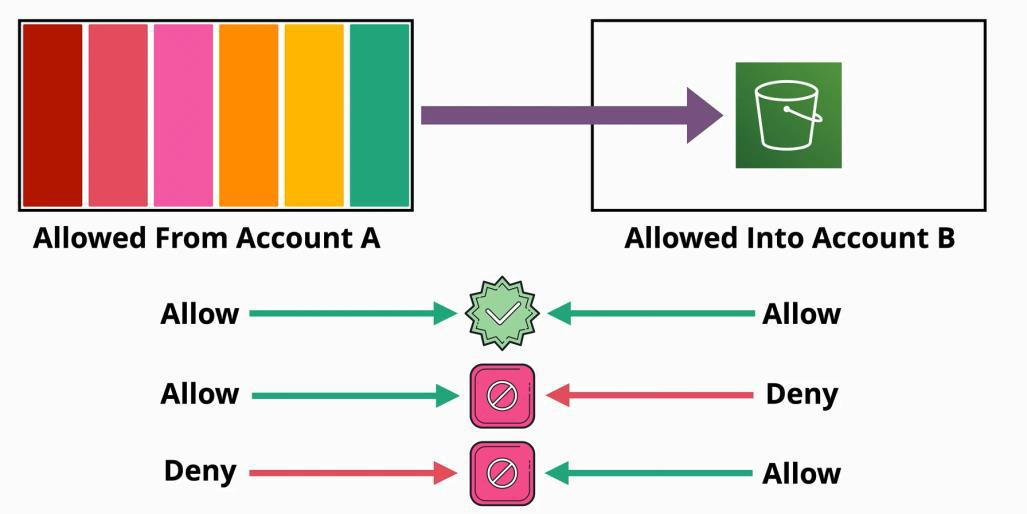 Allowed From Account A
Allowed Into Account B
Allow
Allow
Allow
Deny
Deny
Allow